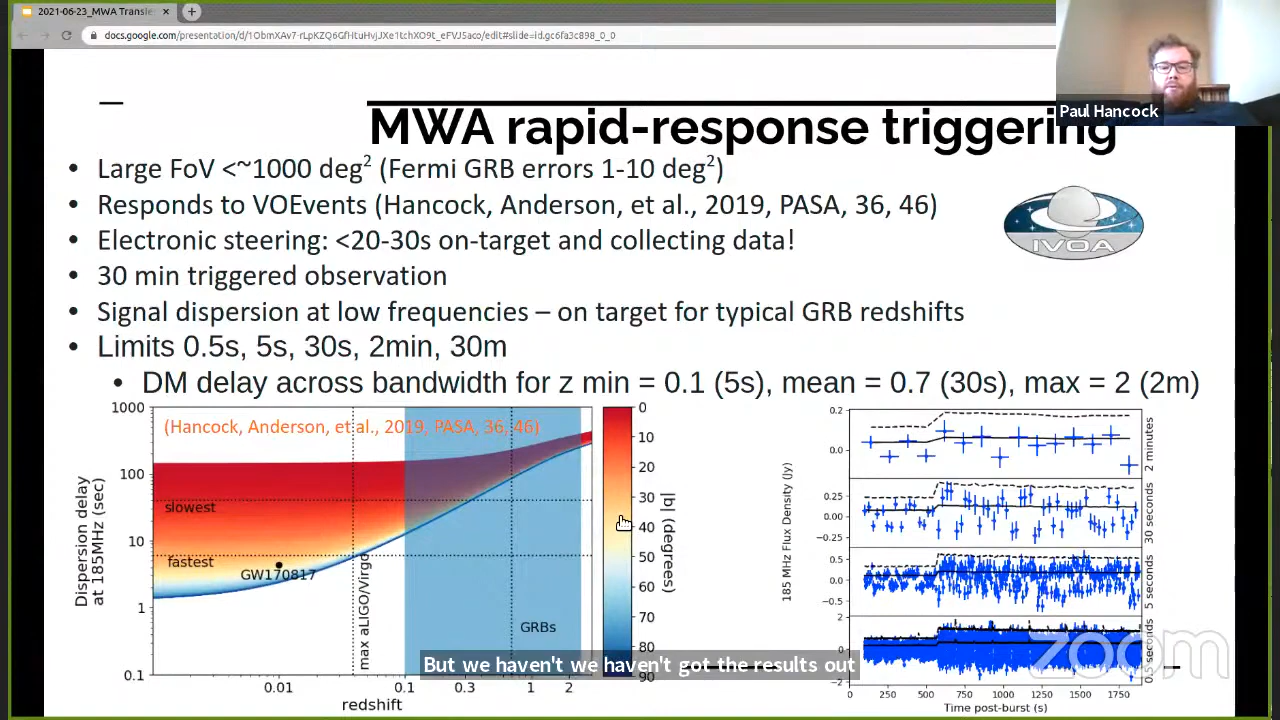 2021-06-23_MWA Transie
docs.google.com/presentation/d/1ObmXAv7-rLpKZQ6GfHtuHvjJXe1tchXO9t_eFVJ5aco/edit#slide=id.gc6fa3c898_0_0
Paul Hancock
MWA rapid-response triggering
• Large FoV <~1000 deg² (Fermi GRB errors 1-10 deg²)
• Responds to VOEvents (Hancock, Anderson, et al., 2019, PASA, 36, 46)
• Electronic steering: <20-30s on-target and collecting data!
• 30 min triggered observation
• Signal dispersion at low frequencies – on target for typical GRB redshifts
• Limits 0.5s, 5s, 30s, 2min, 30m
• DM delay across bandwidth for z min = 0.1 (5s), mean = 0.7 (30s), max = 2 (2m)
IVOA
(Hancock, Anderson, et al., 2019, PASA, 36, 46)
Dispersion delay
at 185MHz (sec)
1000
100
10
1
0.1
slowest
fastest
GW170817
max aLIGO/Virgo
GRBs
0.01
0.1
0.3
1
2
redshift
0
10
20
30
40
50
60
70
80
90
|b| (degrees)
185 MHz Flux Density (Jy)
0.2
0.0
2 minutes
0.25
0.00
−0.25
30 seconds
0.5
0.0
−0.5
5 seconds
2
0
−2
0 250 500 750 1000 1250 1500 1750
Time post-burst (s)
zoom
But we haven't we haven't got the results out